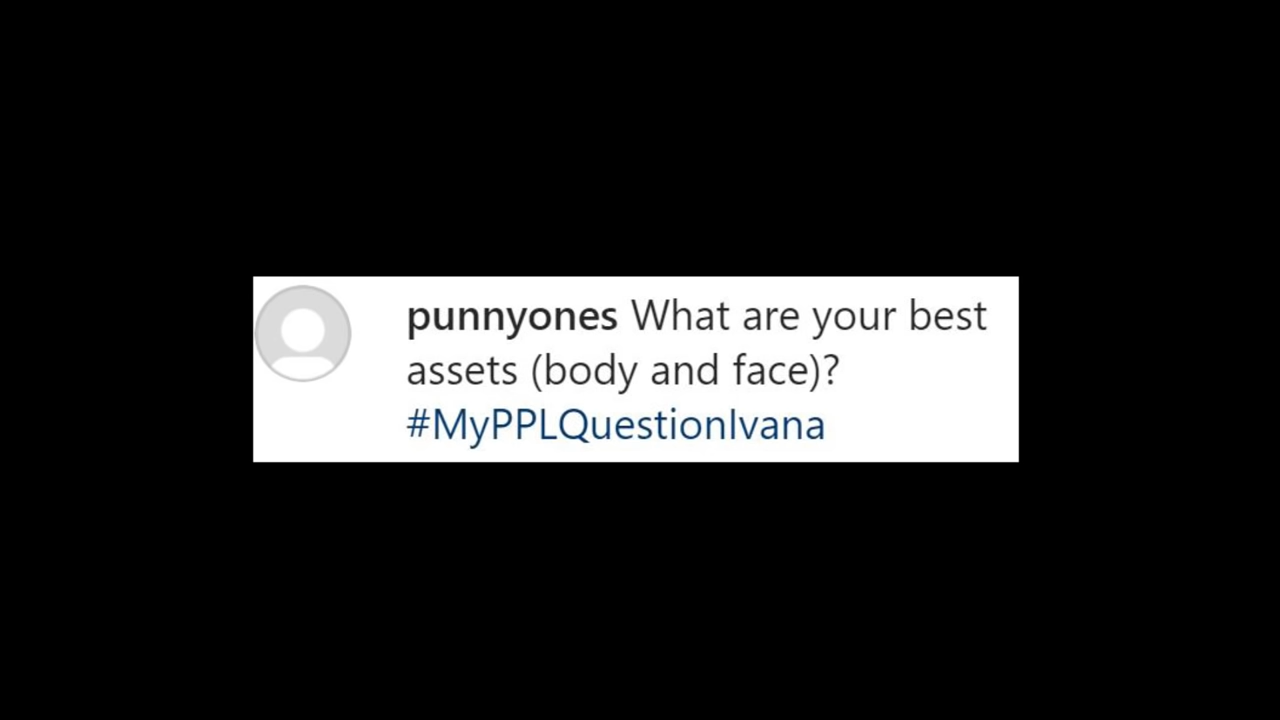 punnyones What are your best
assets (body and face)?
#MyPPLQuestionIvana